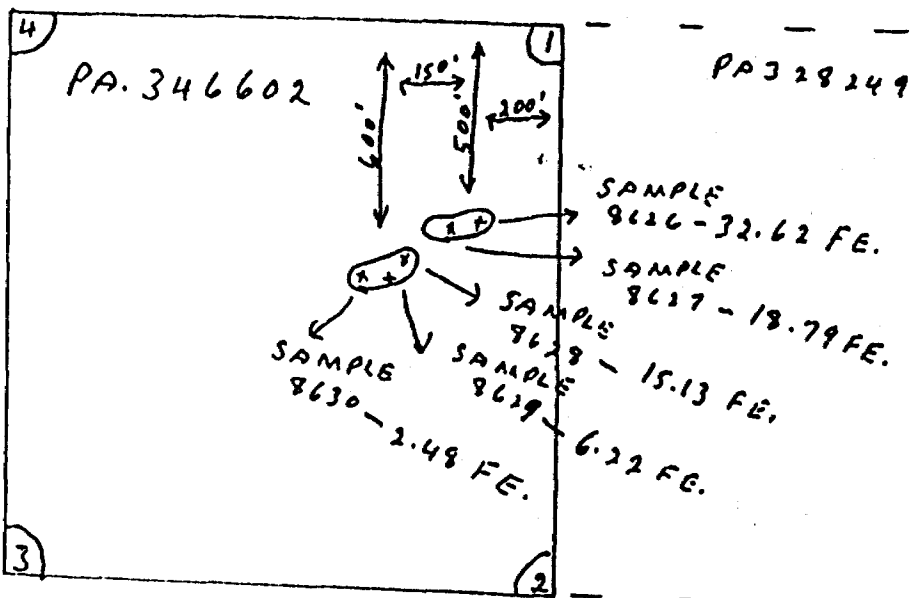 4
1
PA. 346602
PA 328249
150'
600'
500'
200'
SAMPLE
8626 - 32.62 FE.
SAMPLE
8627 - 18.79 FE.
SAMPLE
8628 - 15.13 FE.
SAMPLE
8629 - 6.22 FE.
SAMPLE
8630 - 2.48 FE.
3
2